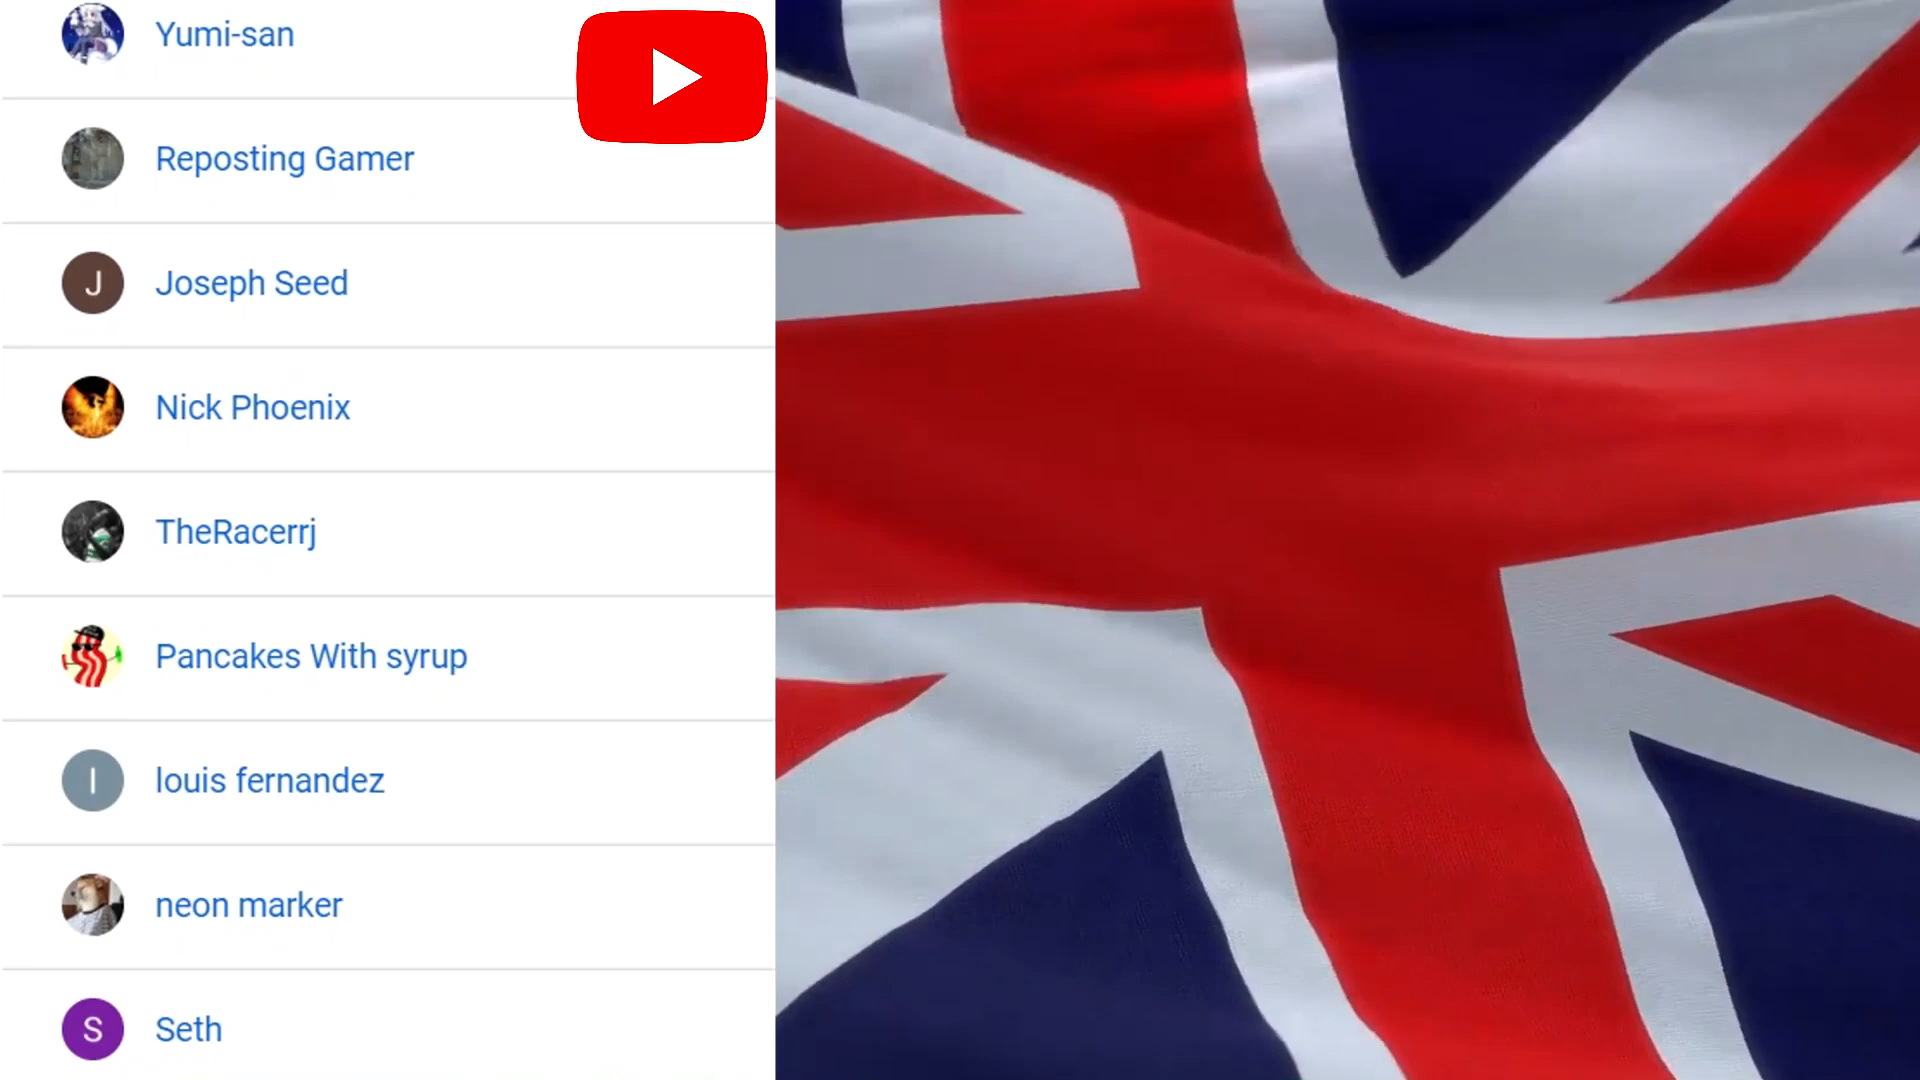 Yumi-san
Reposting Gamer
J
Joseph Seed
Nick Phoenix
TheRacerrj
Pancakes With syrup
l
louis fernandez
neon marker
S
Seth